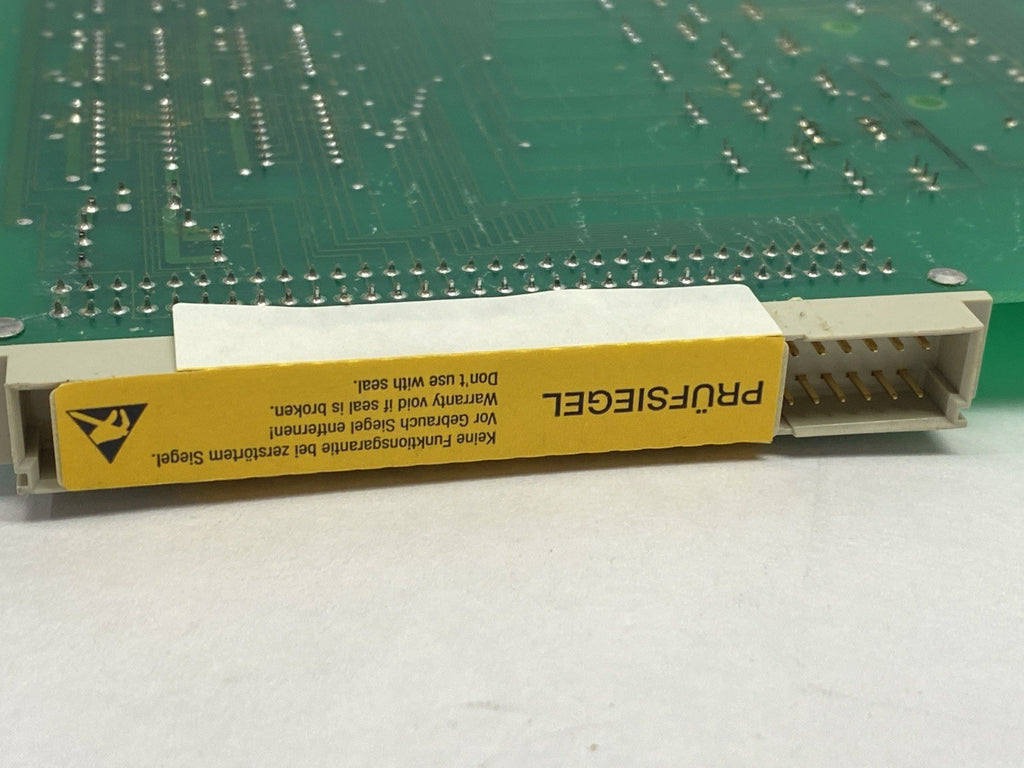 PRÜFSIEGEL
Keine Funktionsgarantie bei zerstörtem Siegel.
Vor Gebrauch Siegel entfernen!
Warranty void if seal is broken.
Don't use with seal.